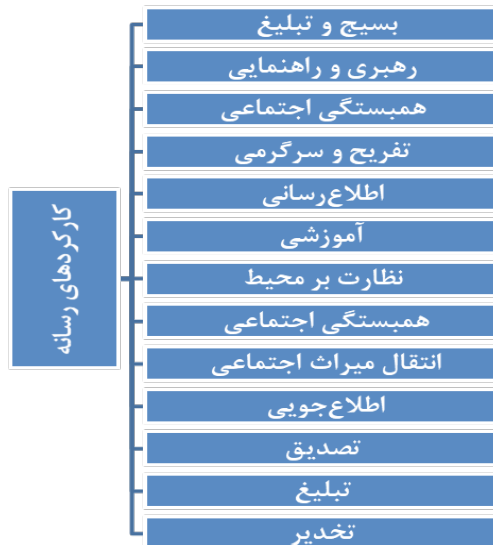 کارکردهای رسانه
بسیج و تبلیغ
رهبری و راهنمایی
همبستگی اجتماعی
تفریح و سرگرمی
اطلاع‌رسانی
آموزشی
نظارت بر محیط
همبستگی اجتماعی
انتقال میراث اجتماعی
اطلاع‌جویی
تصدیق
تبلیغ
تخدیر